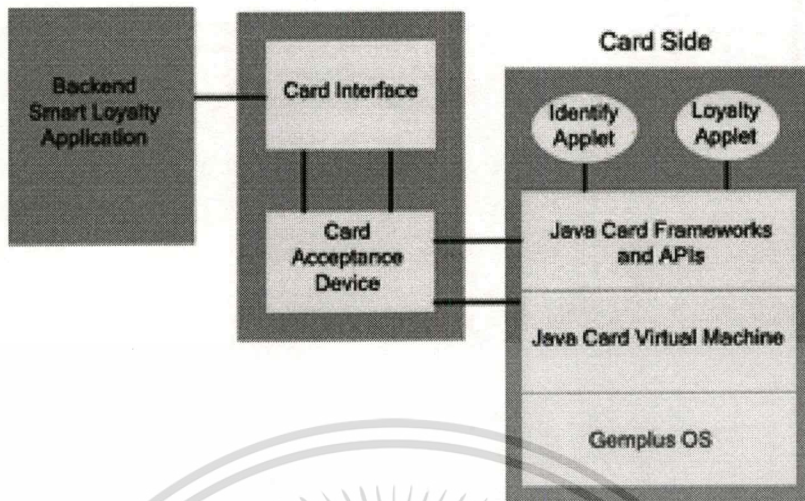 Backend
Smart Loyalty
Application
Card Interface
Card
Acceptance
Device
Card Side
Identify
Applet
Loyalty
Applet
Java Card Frameworks
and APIs
Java Card Virtual Machine
Gemplus OS